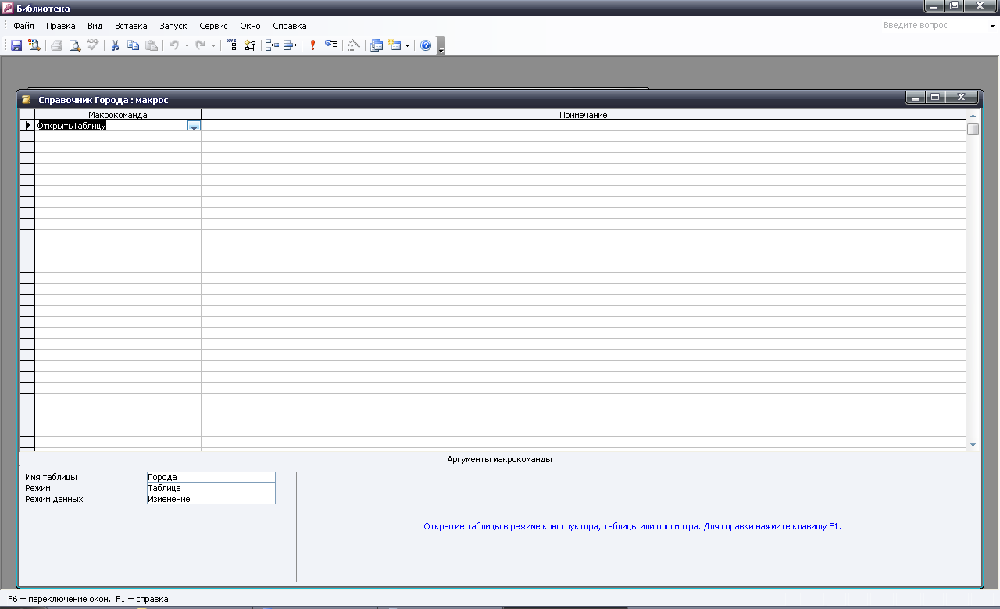 Библиотека
Файл Правка Вид Вставка Запуск Сервис Окно Справка Введите вопрос
Справочник Города : макрос
Макрокоманда Примечание
ОткрытьТаблицу
Аргументы макрокоманды
Имя таблицы Города
Режим Таблица
Режим данных Изменение
Открытие таблицы в режиме конструктора, таблицы или просмотра. Для справки нажмите клавишу F1.
F6 = переключение окон. F1 = справка.